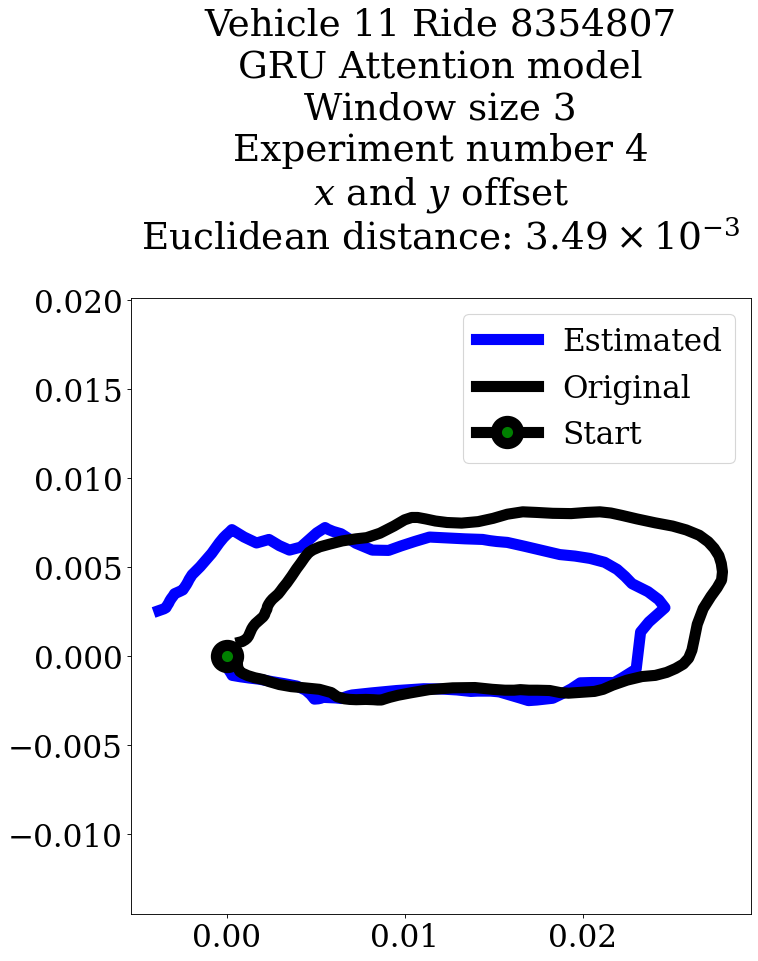 Vehicle 11 Ride 8354807
GRU Attention model
Window size 3
Experiment number 4
x and y offset
Euclidean distance: 3.49 × 10⁻³
0.020
0.015
0.010
0.005
0.000
−0.005
−0.010
Estimated
Original
Start
0.00 0.01 0.02